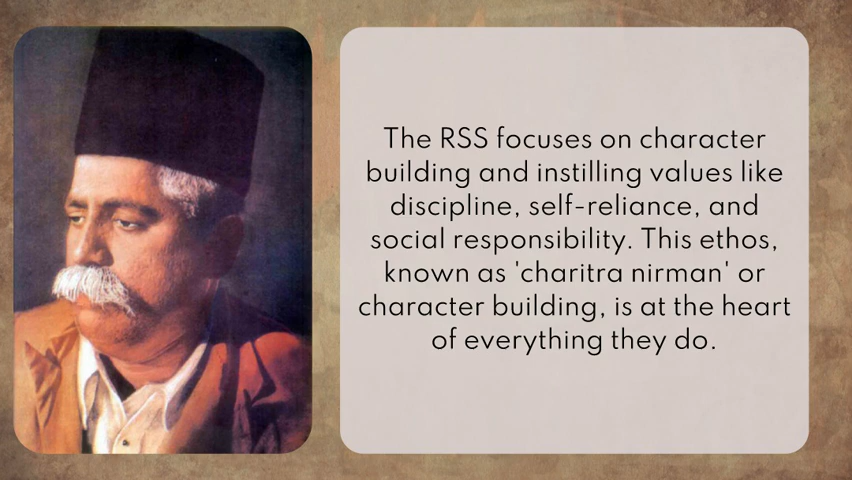 The RSS focuses on character
building and instilling values like
discipline, self-reliance, and
social responsibility. This ethos,
known as 'charitra nirman' or
character building, is at the heart
of everything they do.